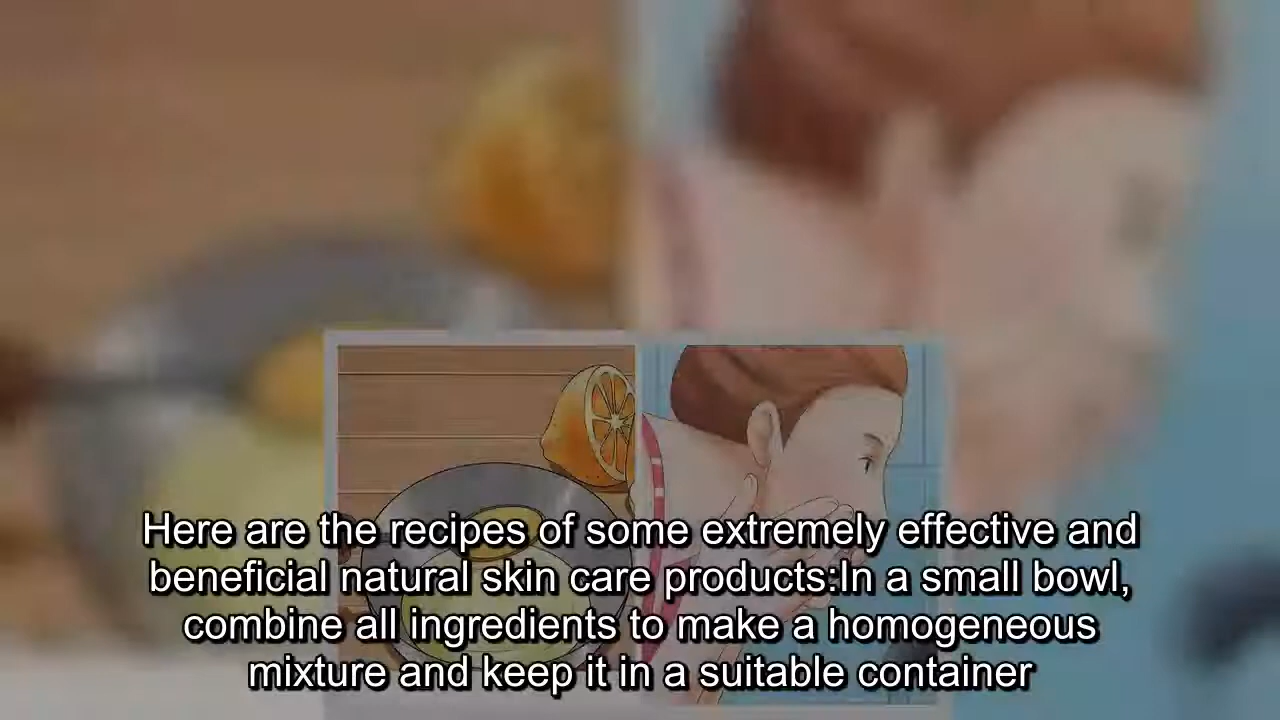 Here are the recipes of some extremely effective and
beneficial natural skin care products:In a small bowl,
combine all ingredients to make a homogeneous
mixture and keep it in a suitable container